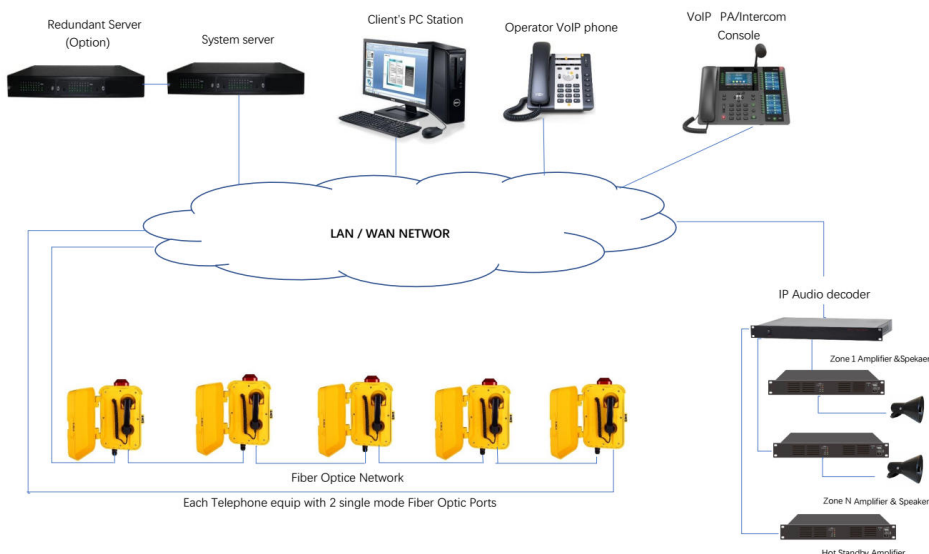 Redundant Server
(Option)
System server
Client's PC Station
Operator VoIP phone
VoIP PA/Intercom
Console
LAN / WAN NETWOR
IP Audio decoder
Zone 1 Amplifier &Spekaer
Fiber Optice Network
Each Telephone equip with 2 single mode Fiber Optic Ports
Zone N Amplifier & Speaker
Hot Standby Amplifier